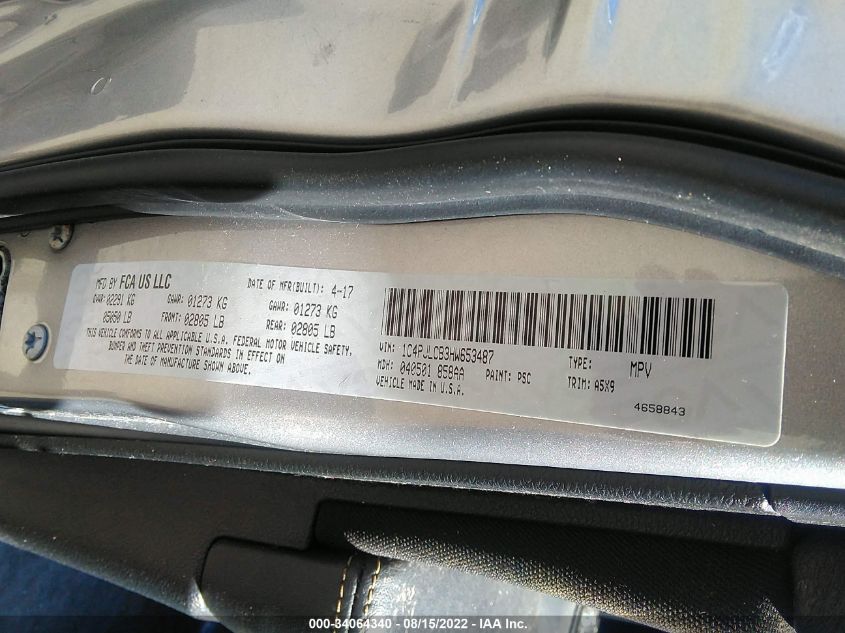 MFD BY FCA US LLC DATE OF MFR(BUILT): 4-17
GVWR: 02291 KG GAWR: 01273 KG GAWR: 01273 KG
05050 LB FRONT: 02805 LB REAR: 02805 LB
THIS VEHICLE CONFORMS TO ALL APPLICABLE U.S.A. FEDERAL MOTOR VEHICLE SAFETY,
BUMPER AND THEFT PREVENTION STANDARDS IN EFFECT ON
THE DATE OF MANUFACTURE SHOWN ABOVE.
VIN: 1C4PJLCB3HW653487 TYPE: MPV
MDH: 040501 858AA PAINT: PSC TRIM: A5X9
VEHICLE MADE IN U.S.A.
4658843
000-34064340 - 08/15/2022 - IAA Inc.